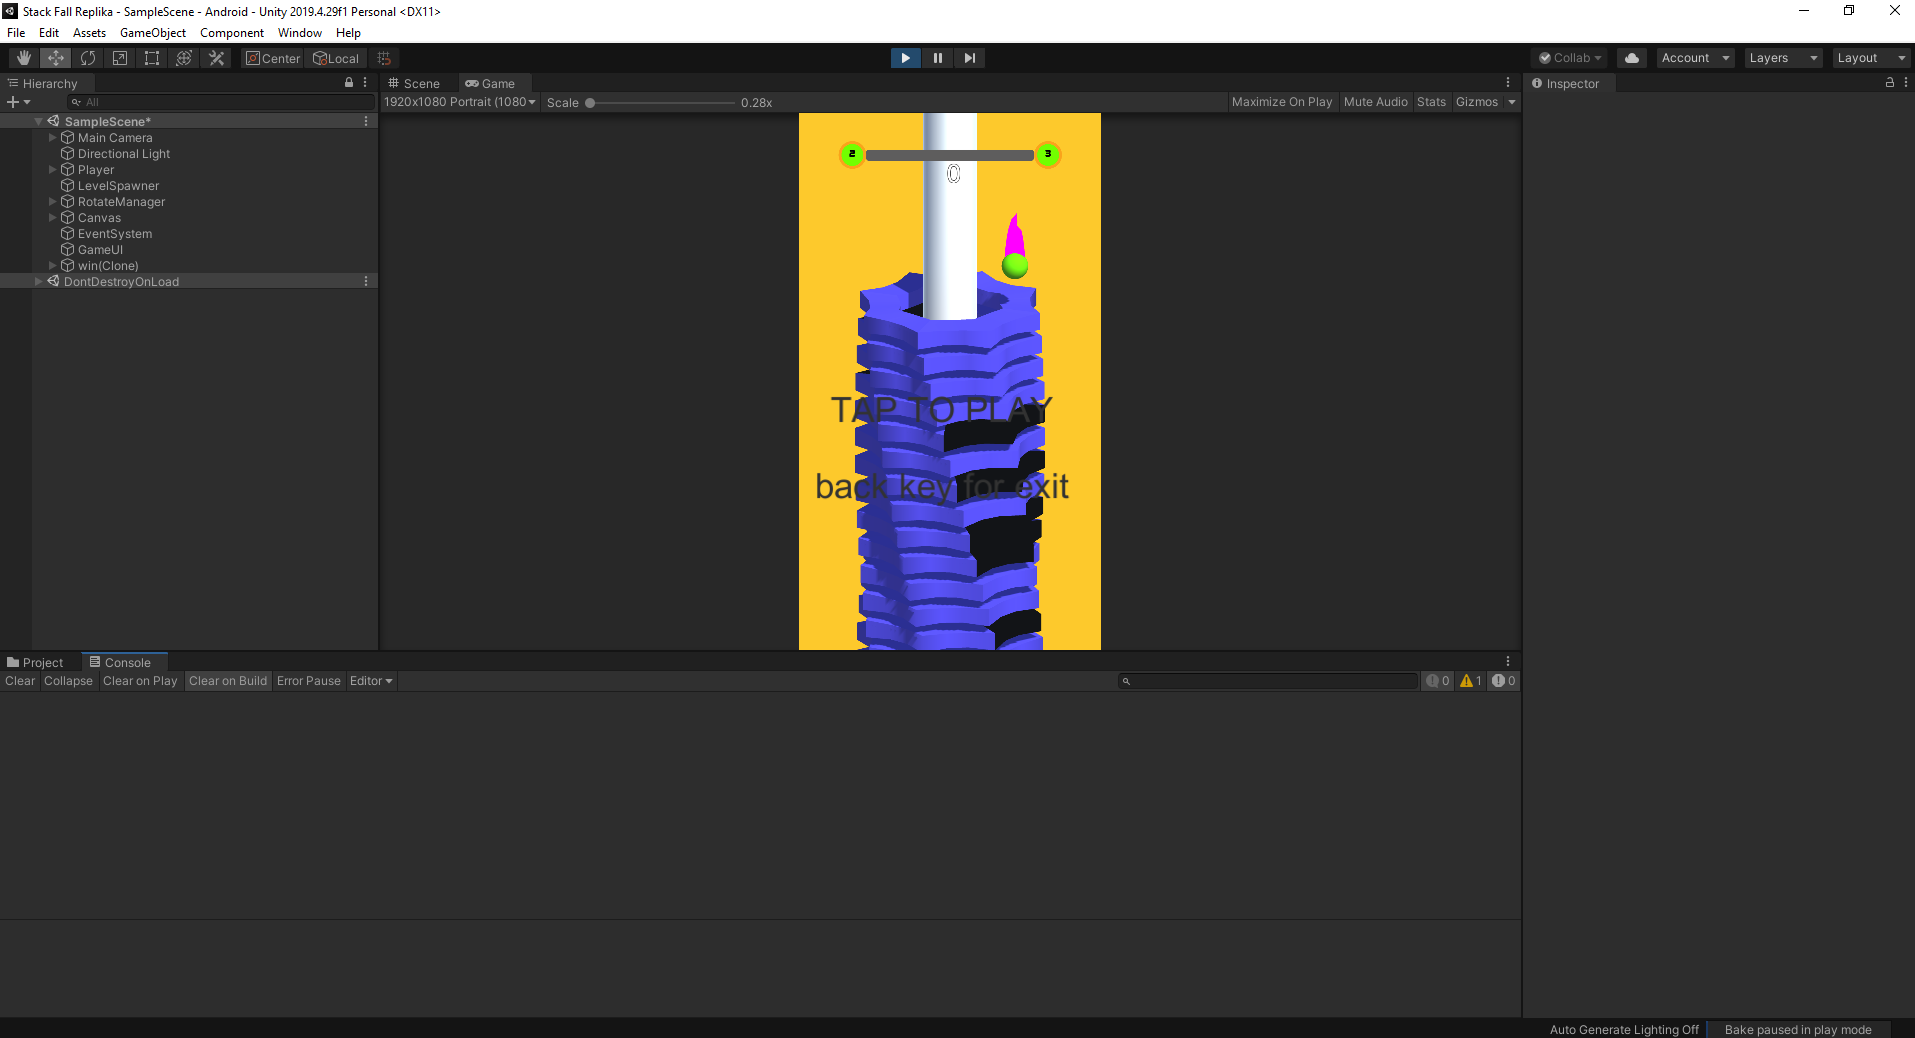 Stack Fall Replika - SampleScene - Android - Unity 2019.4.29f1 Personal <DX11>
File Edit Assets GameObject Component Window Help
Center Local Collab Account Layers Layout
Hierarchy
All
SampleScene*
Main Camera
Directional Light
Player
LevelSpawner
RotateManager
Canvas
EventSystem
GameUI
win(Clone)
DontDestroyOnLoad
Scene Game
1920x1080 Portrait (1080 Scale 0.28x Maximize On Play Mute Audio Stats Gizmos
2 3
0
TAP TO PLAY
back key for exit
Inspector
Project Console
Clear Collapse Clear on Play Clear on Build Error Pause Editor 0 1 0
Auto Generate Lighting Off Bake paused in play mode